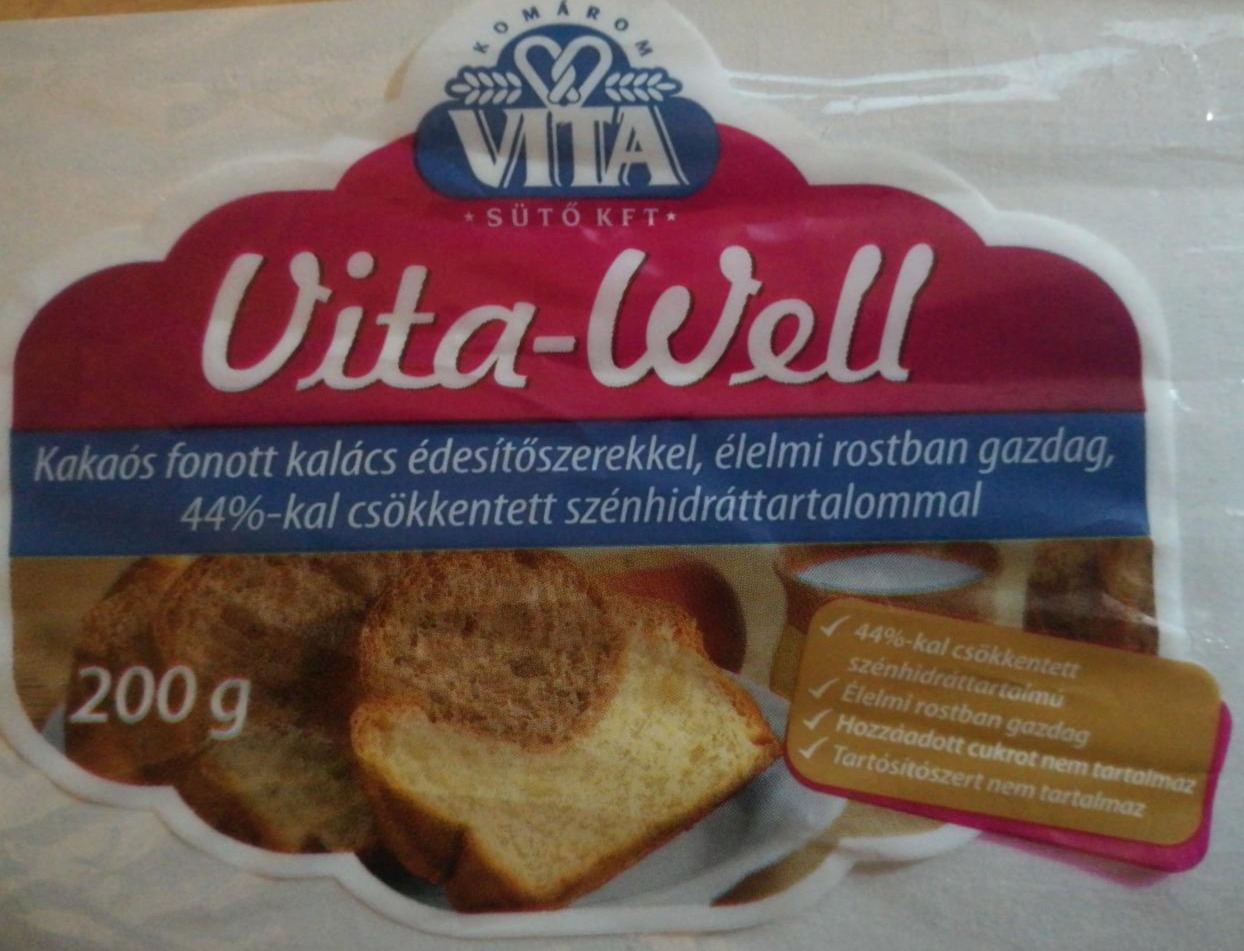 KOMÁROM
VITA
★ SÜTŐ KFT ★
Vita-Well
Kakaós fonott kalács édesítőszerekkel, élelmi rostban gazdag,
44%-kal csökkentett szénhidráttartalommal
200 g
✓ 44%-kal csökkentett
szénhidráttartalmú
✓ Élelmi rostban gazdag
✓ Hozzáadott cukrot nem tartalmaz
✓ Tartósítószert nem tartalmaz